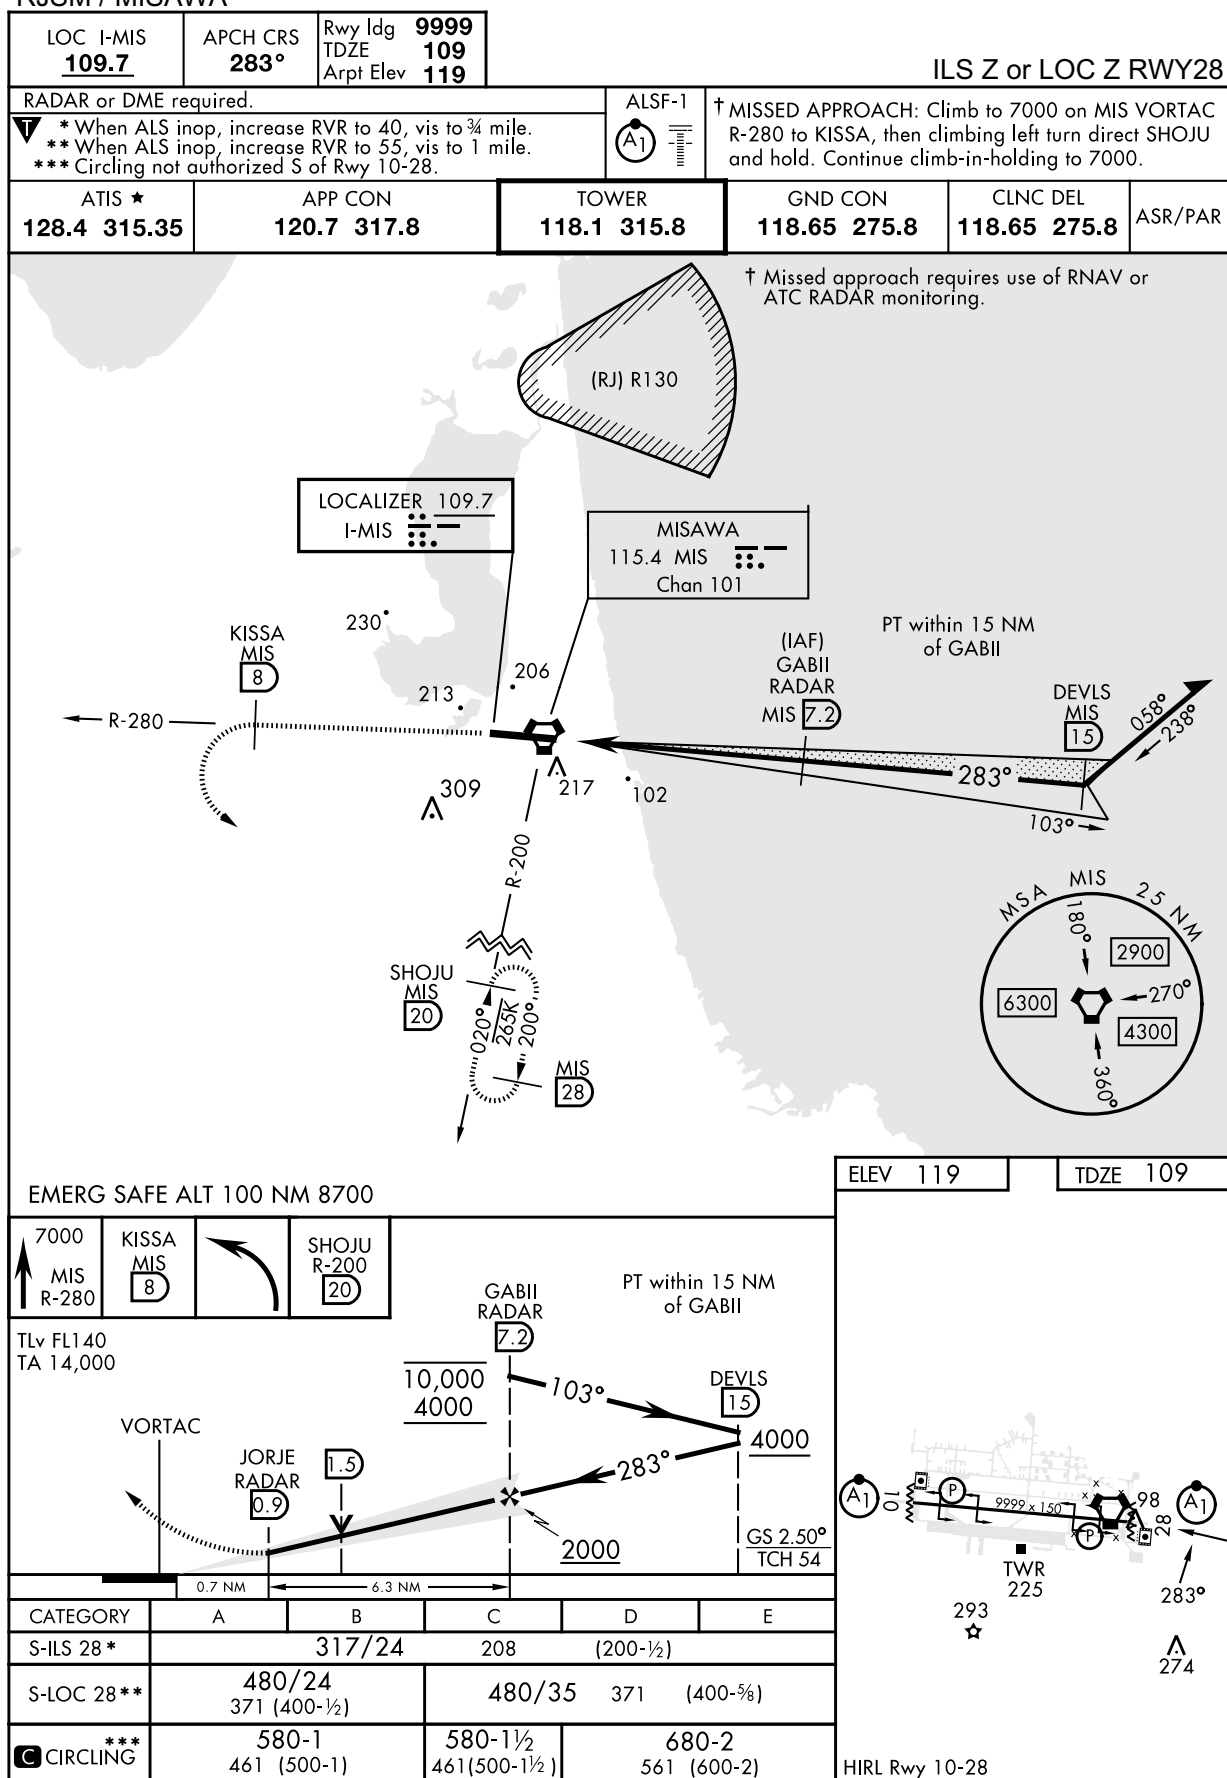 RJSM / MISAWA
LOC I-MIS
109.7
APCH CRS
283°
Rwy ldg 9999
TDZE 109
Arpt Elev 119
ILS Z or LOC Z RWY28
RADAR or DME required.
T
* When ALS inop, increase RVR to 40, vis to ¾ mile.
** When ALS inop, increase RVR to 55, vis to 1 mile.
*** Circling not authorized S of Rwy 10-28.
ALSF-1
A1
† MISSED APPROACH: Climb to 7000 on MIS VORTAC
R-280 to KISSA, then climbing left turn direct SHOJU
and hold. Continue climb-in-holding to 7000.
ATIS ★
128.4 315.35
APP CON
120.7 317.8
TOWER
118.1 315.8
GND CON
118.65 275.8
CLNC DEL
118.65 275.8
ASR/PAR
† Missed approach requires use of RNAV or
ATC RADAR monitoring.
(RJ) R130
LOCALIZER 109.7
I-MIS
MISAWA
115.4 MIS
Chan 101
230
KISSA
MIS
8
213
206
R-280
309
217
102
(IAF)
GABII
RADAR
MIS 7.2
PT within 15 NM
of GABII
DEVLS
MIS
15
058°
238°
283°
103°
R-200
SHOJU
MIS
20
020°
265K
200°
MIS
28
MSA MIS 25 NM
180°
2900
270°
6300
4300
360°
EMERG SAFE ALT 100 NM 8700
ELEV 119
TDZE 109
7000
MIS
R-280
KISSA
MIS
8
SHOJU
R-200
20
TLv FL140
TA 14,000
GABII
RADAR
7.2
PT within 15 NM
of GABII
10,000
4000
103°
DEVLS
15
4000
283°
VORTAC
JORJE
RADAR
0.9
1.5
2000
GS 2.50°
TCH 54
0.7 NM
6.3 NM
A1
10
P
9999 x 150
x
x
x
x
x
P
98
28
A1
TWR
225
283°
293
274
CATEGORY A B C D E
S-ILS 28 * 317/24 208 (200-½)
S-LOC 28 ** 480/24 371 (400-½) 480/35 371 (400-⅝)
C CIRCLING *** 580-1 461 (500-1) 580-1½ 461(500-1½) 680-2 561 (600-2)
HIRL Rwy 10-28